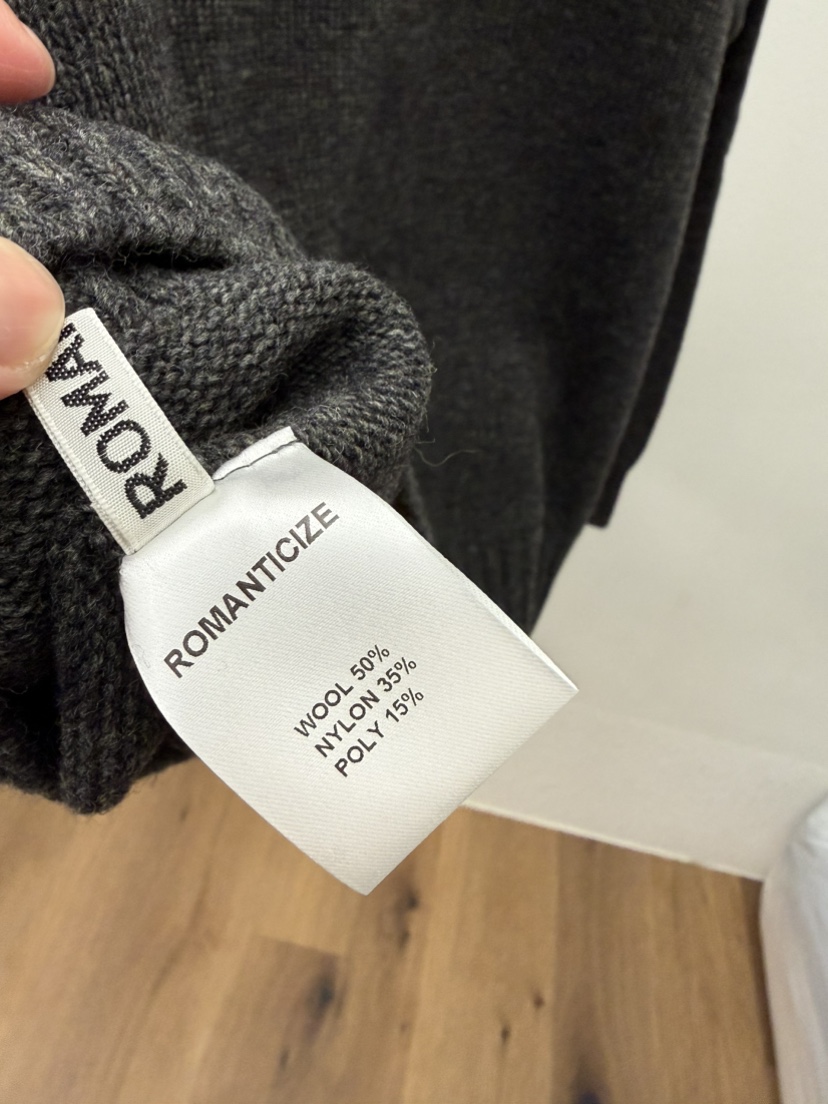 ROMA
ROMANTICIZE
WOOL 50%
NYLON 35%
POLY 15%